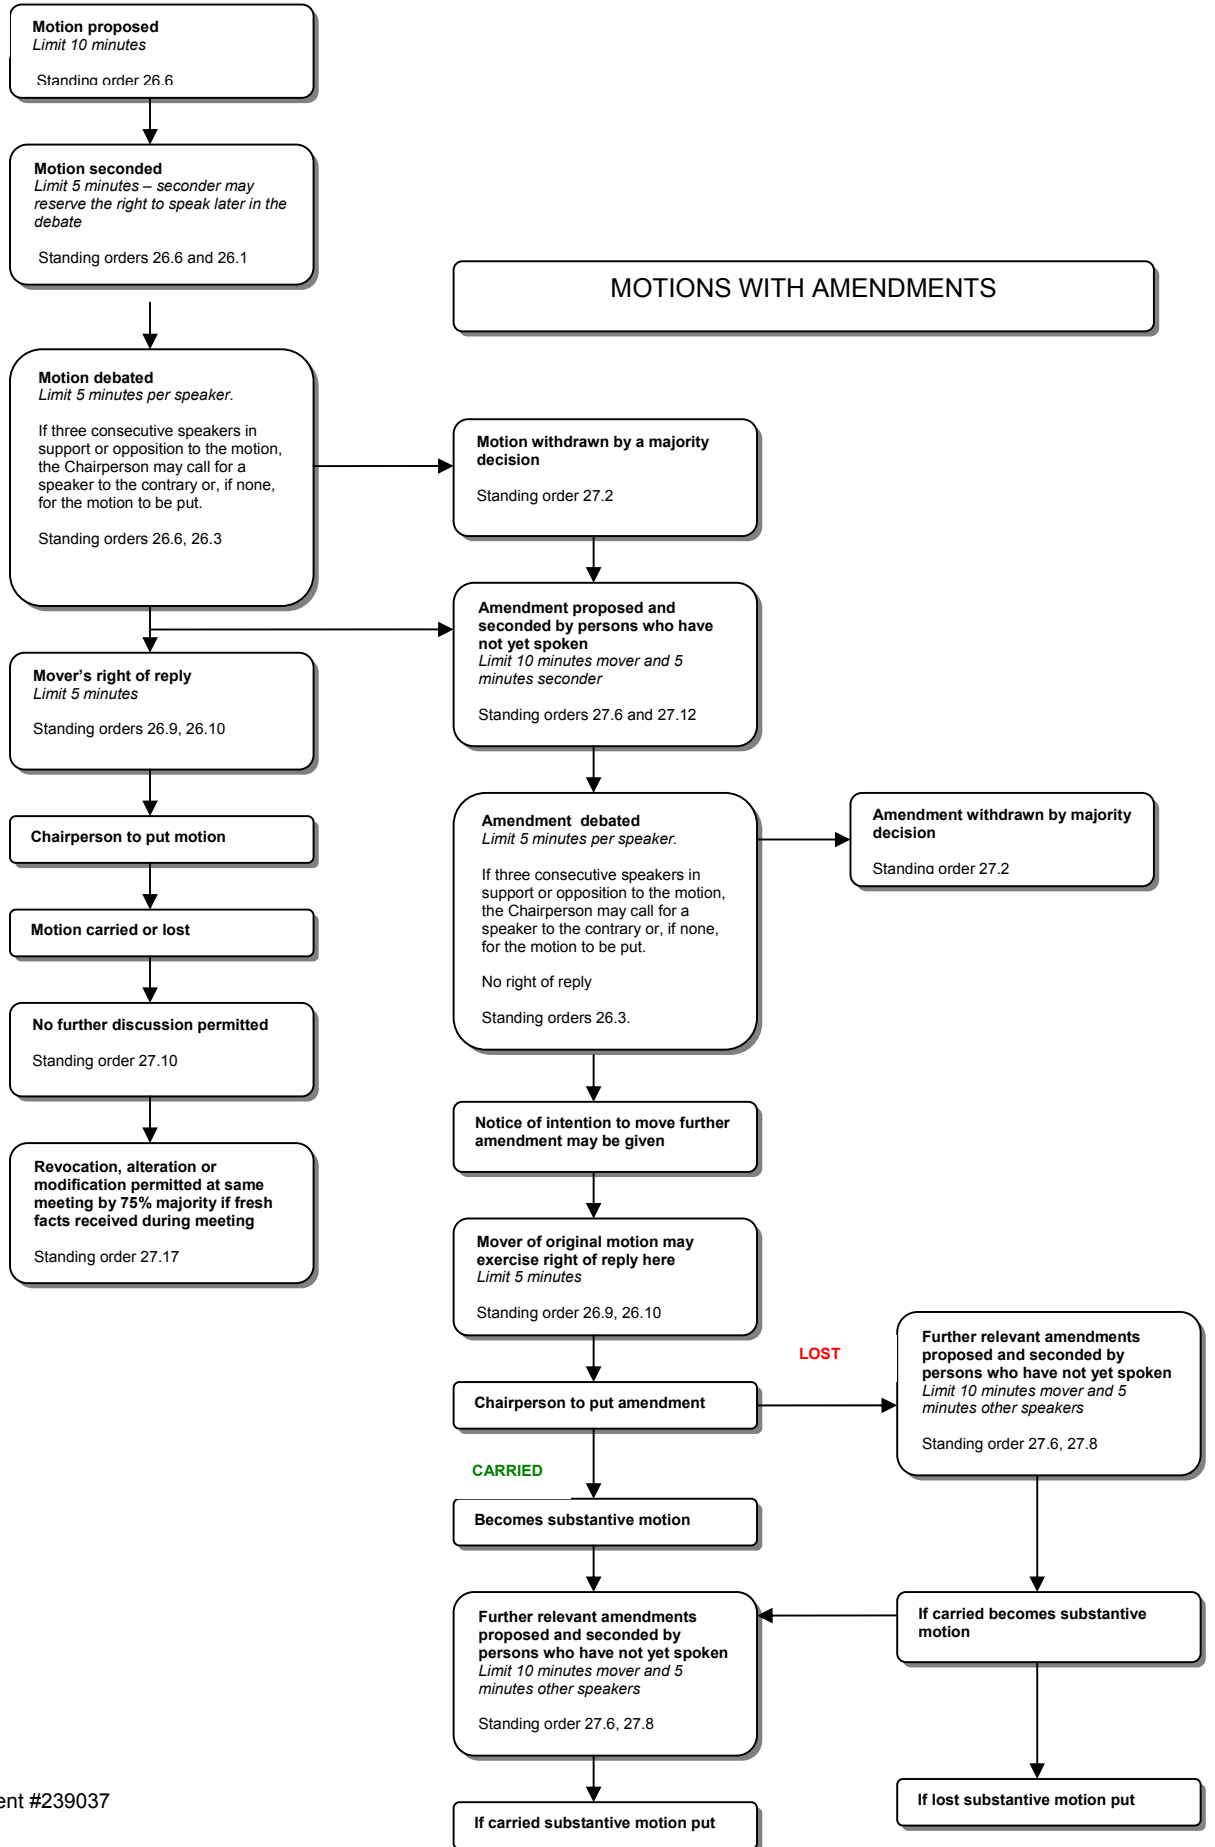 Motion proposed
Limit 10 minutes
Standing order 26.6
Motion seconded
Limit 5 minutes – seconder may
reserve the right to speak later in the
debate
Standing orders 26.6 and 26.1
MOTIONS WITH AMENDMENTS
Motion debated
Limit 5 minutes per speaker.
If three consecutive speakers in
support or opposition to the motion,
the Chairperson may call for a
speaker to the contrary or, if none,
for the motion to be put.
Standing orders 26.6, 26.3
Motion withdrawn by a majority
decision
Standing order 27.2
Mover's right of reply
Limit 5 minutes
Standing orders 26.9, 26.10
Chairperson to put motion
Motion carried or lost
No further discussion permitted
Standing order 27.10
Revocation, alteration or
modification permitted at same
meeting by 75% majority if fresh
facts received during meeting
Standing order 27.17
Amendment proposed and
seconded by persons who have
not yet spoken
Limit 10 minutes mover and 5
minutes seconder
Standing orders 27.6 and 27.12
Amendment  debated
Limit 5 minutes per speaker.
If three consecutive speakers in
support or opposition to the motion,
the Chairperson may call for a
speaker to the contrary or, if none,
for the motion to be put.
No right of reply
Standing orders 26.3.
Amendment withdrawn by majority
decision
Standing order 27.2
Notice of intention to move further
amendment may be given
Mover of original motion may
exercise right of reply here
Limit 5 minutes
Standing order 26.9, 26.10
LOST
Chairperson to put amendment
Further relevant amendments
proposed and seconded by
persons who have not yet spoken
Limit 10 minutes mover and 5
minutes other speakers
Standing order 27.6, 27.8
CARRIED
Becomes substantive motion
Further relevant amendments
proposed and seconded by
persons who have not yet spoken
Limit 10 minutes mover and 5
minutes other speakers
Standing order 27.6, 27.8
If carried becomes substantive
motion
If carried substantive motion put
If lost substantive motion put
ent #239037